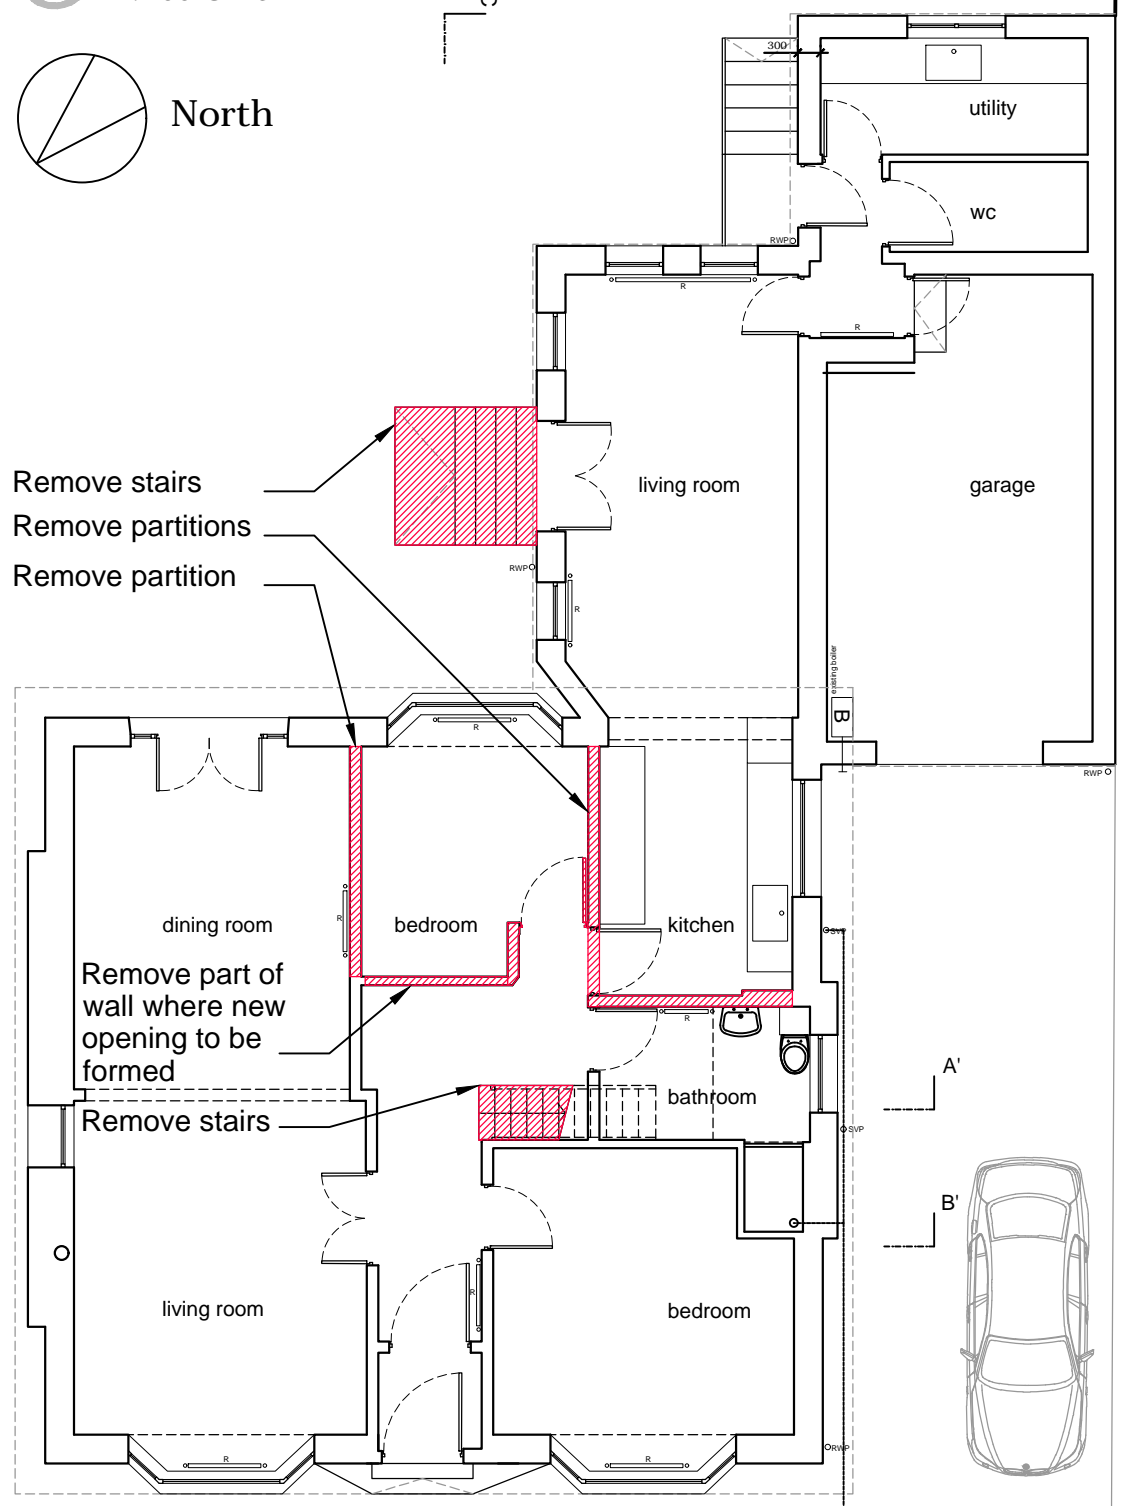 North
300
utility
wc
RWP
R
R
Remove stairs
living room
garage
Remove partitions
RWP
Remove partition
R
existing boiler
B
R
RWP
dining room
R
bedroom
kitchen
SVP
Remove part of
wall where new
opening to be
formed
R
A'
bathroom
Remove stairs
SVP
B'
R
living room
bedroom
R
R
RWP